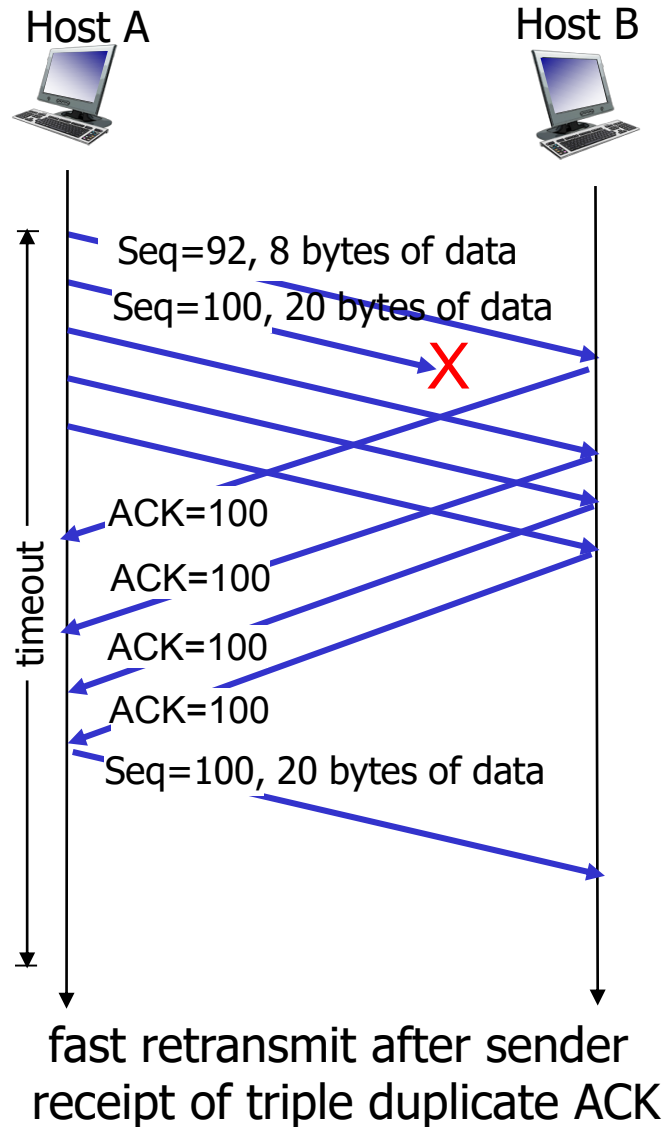 Host A
Host B
Seq=92, 8 bytes of data
Seq=100, 20 bytes of data
X
ACK=100
timeout
ACK=100
ACK=100
ACK=100
Seq=100, 20 bytes of data
fast retransmit after sender
receipt of triple duplicate ACK